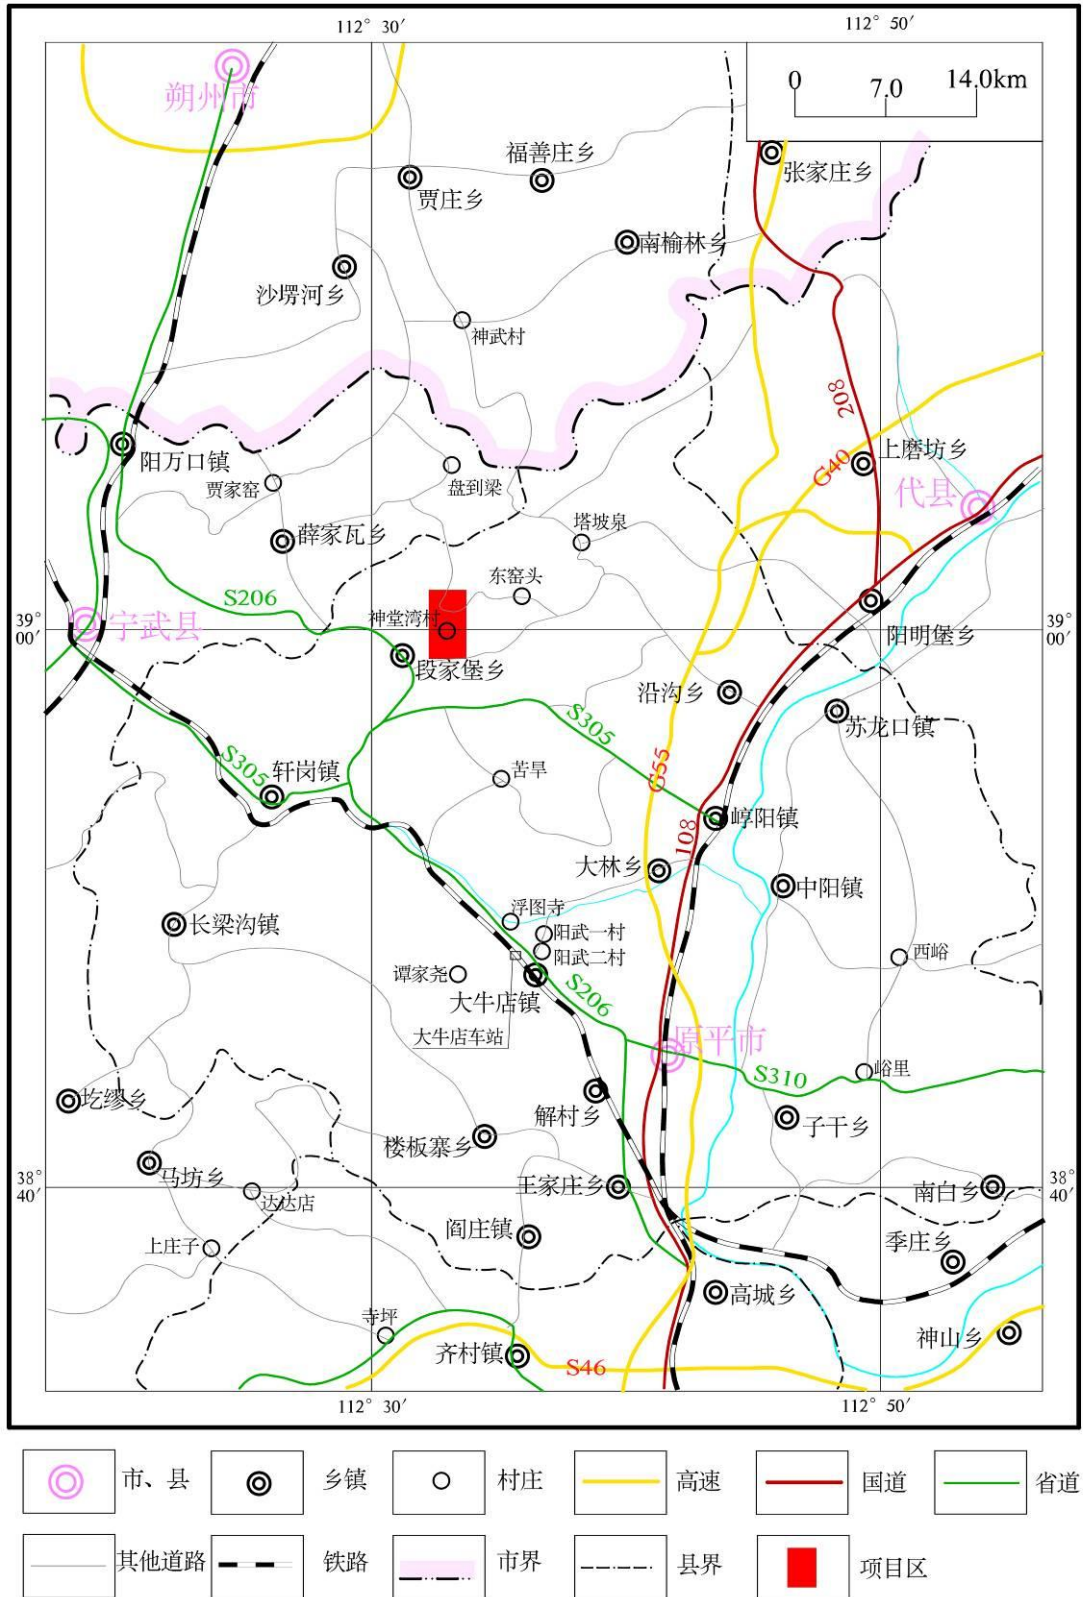 112° 30′
112° 50′
朔州市
0
7.0
14.0km
福善庄乡
张家庄乡
贾庄乡
南榆林乡
沙塄河乡
神武村
208
阳方口镇
贾家窑
盘到梁
上磨坊乡
G40
代县
薛家瓦乡
塔坡泉
东窑头
S206
神堂湾村
宁武县
39°
00′
39°
00′
阳明堡乡
段家堡乡
沿沟乡
苏龙口镇
S305
S305
轩岗镇
苦旱
G55
崞阳镇
108
大林乡
中阳镇
浮图寺
长梁沟镇
阳武一村
阳武二村
西峪
谭家尧
大牛店镇
S206
大牛店车站
原平市
峪里
S310
圪缪乡
解村乡
子干乡
楼板寨乡
马坊乡
38°
40′
38°
40′
达达店
王家庄乡
南白乡
上庄子
阎庄镇
季庄乡
高城乡
寺坪
神山乡
齐村镇
S46
112° 30′
112° 50′
市、县
乡镇
村庄
高速
国道
省道
其他道路
铁路
市界
县界
项目区